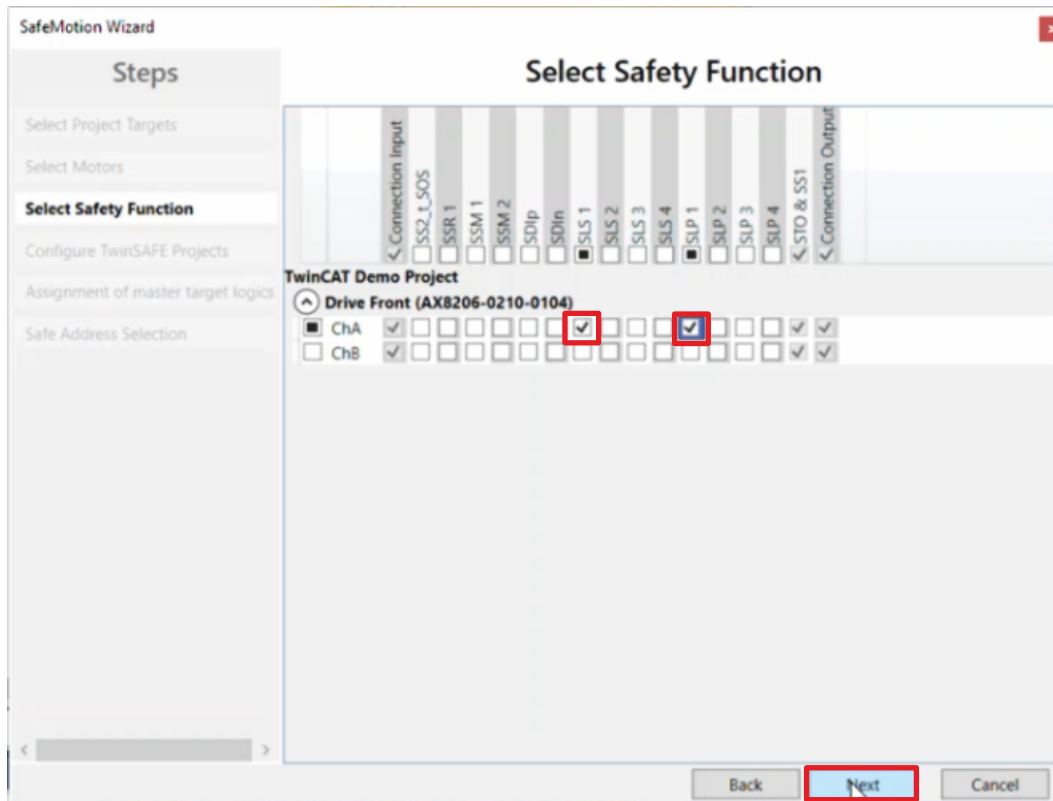 SafeMotion Wizard
Steps
Select Project Targets
Select Motors
Select Safety Function
Configure TwinSAFE Projects
Assignment of master target logics
Safe Address Selection
Select Safety Function
Connection Input
SS2_t_SOS
SSR 1
SSM 1
SSM 2
SDIp
SDIn
SLS 1
SLS 2
SLS 3
SLS 4
SLP 1
SLP 2
SLP 3
SLP 4
STO & SS1
Connection Output
TwinCAT Demo Project
Drive Front (AX8206-0210-0104)
ChA
ChB
Back
Next
Cancel